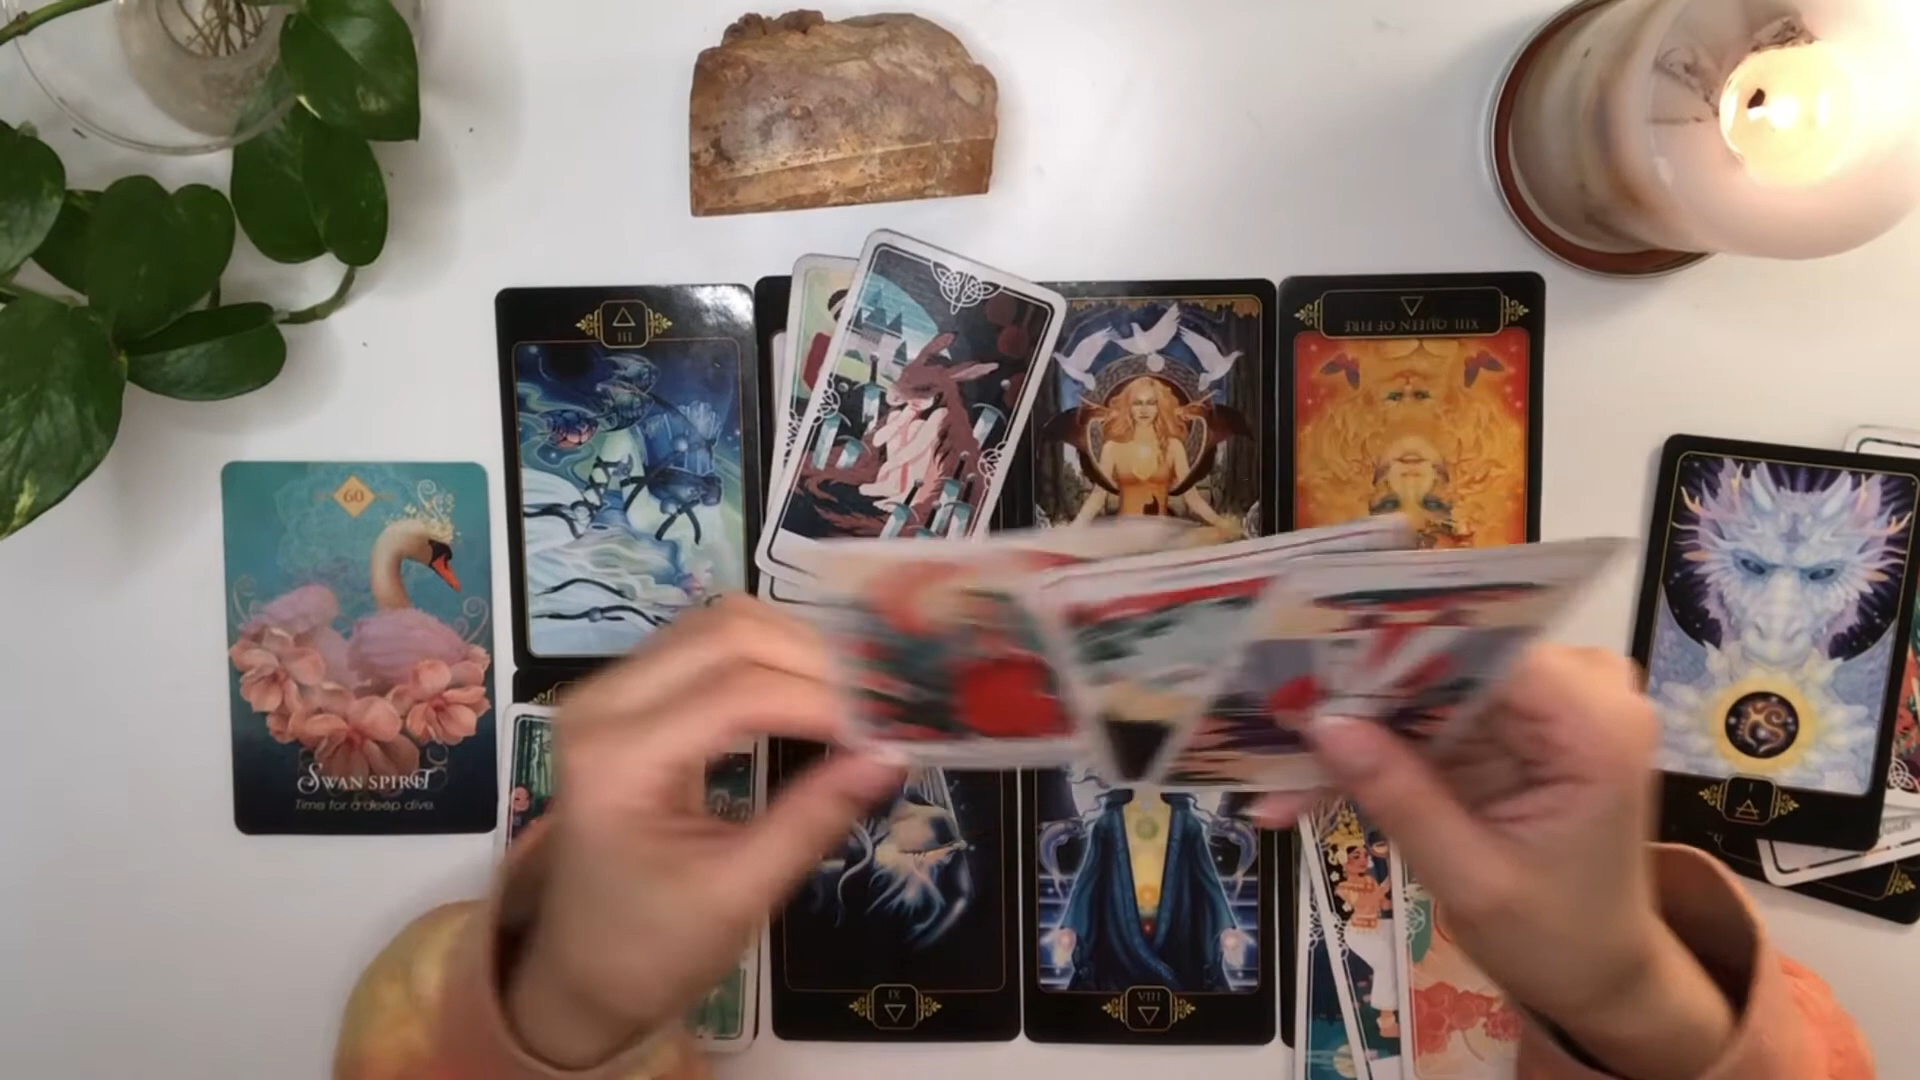 III
XIII QUEEN OF FIRE
60
SWAN SPIRIT
Time for a deep dive.
I
IX
VIII